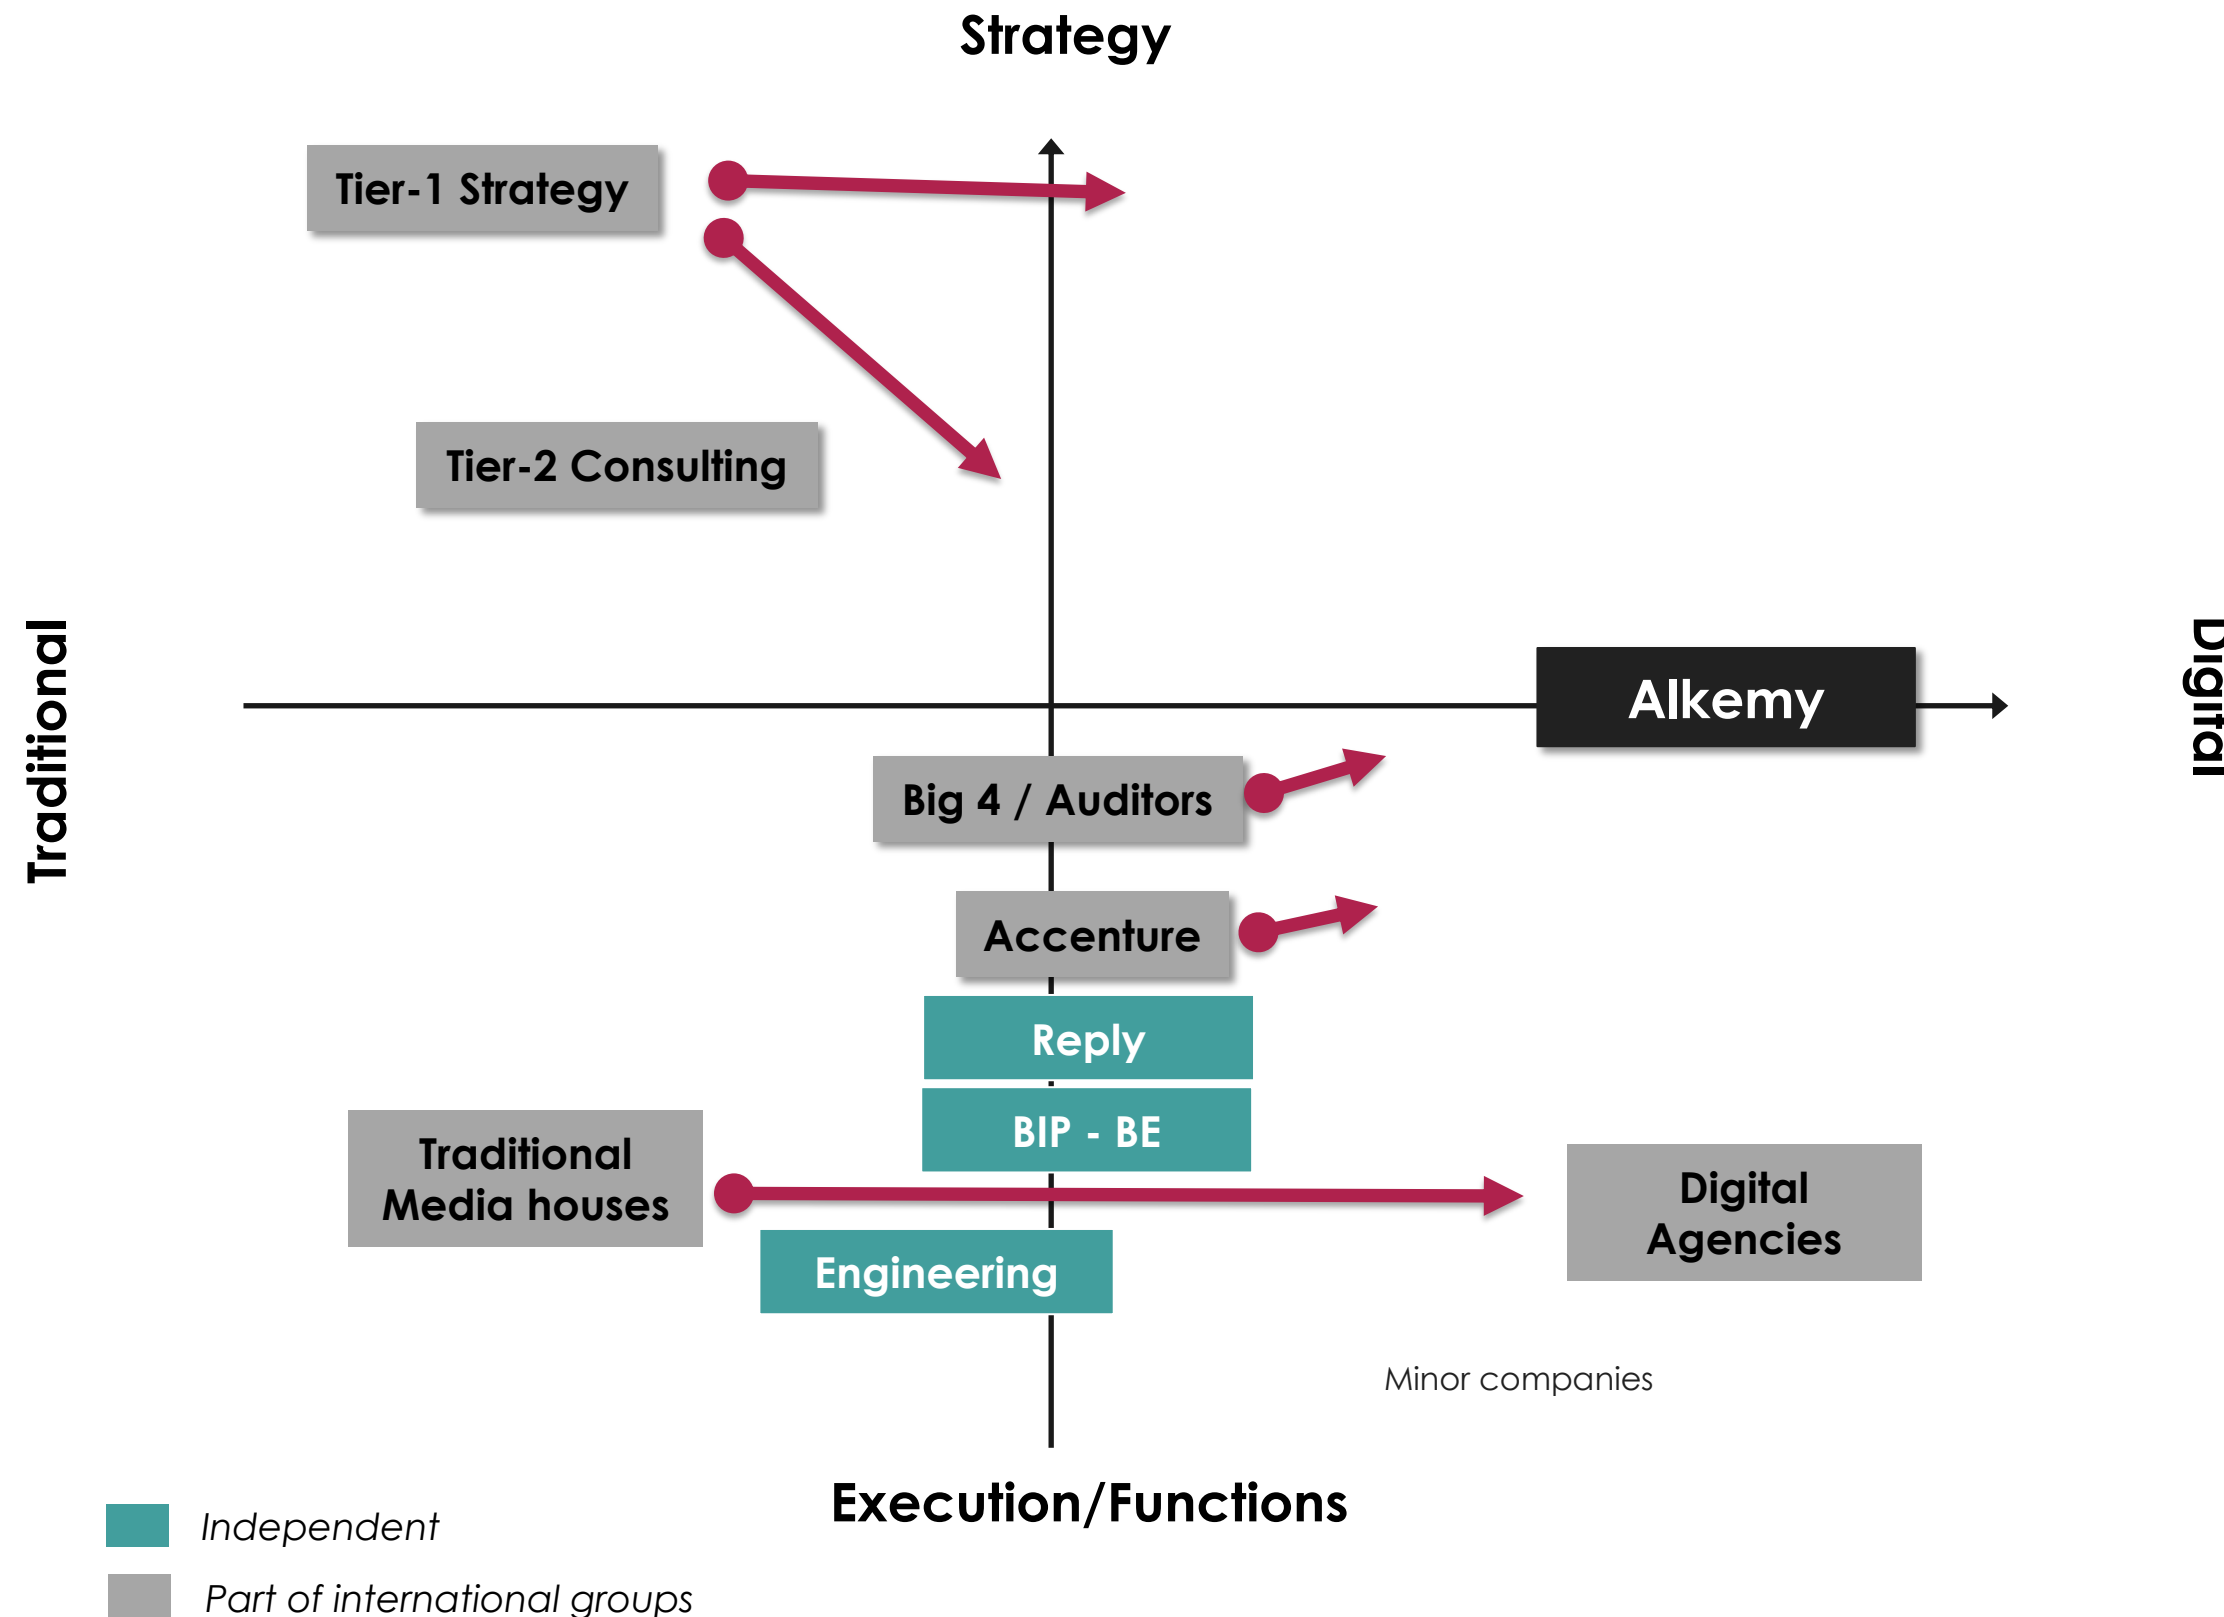 Strategy
Tier-1 Strategy
Tier-2 Consulting
Traditional
Digital
Alkemy
Big 4 / Auditors
Accenture
Reply
BIP - BE
Traditional
Media houses
Digital
Agencies
Engineering
Minor companies
Execution/Functions
Independent
Part of international groups